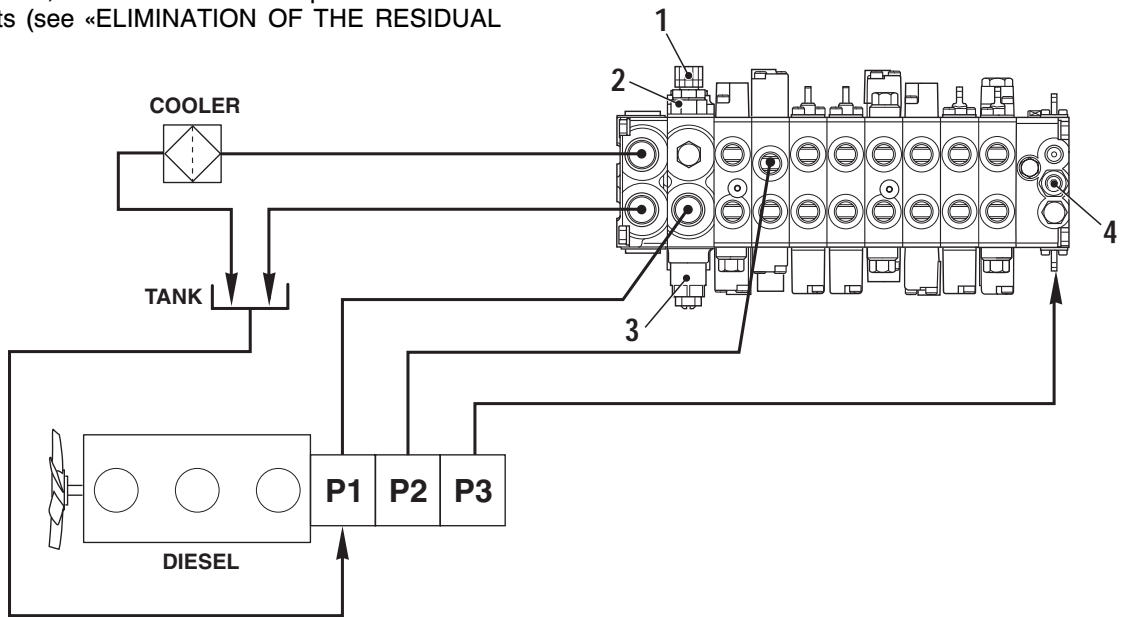 ts (see «ELIMINATION OF THE RESIDUAL
1
2
COOLER
4
TANK
3
P1 P2 P3
DIESEL